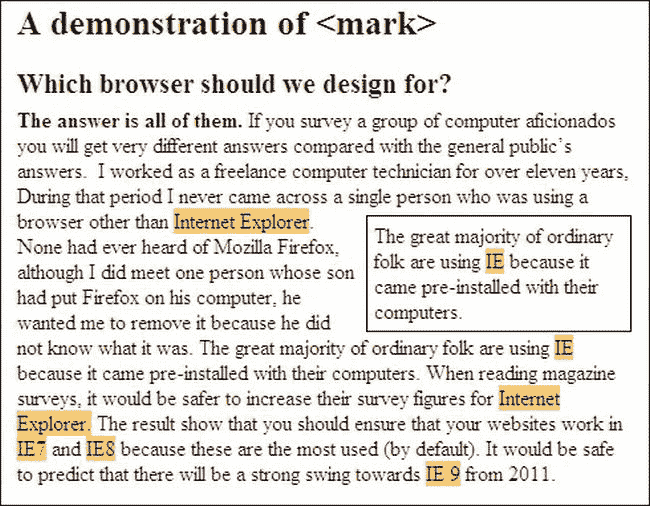 A demonstration of <mark>
Which browser should we design for?
The answer is all of them. If you survey a group of computer aficionados
you will get very different answers compared with the general public's
answers.  I worked as a freelance computer technician for over eleven years,
During that period I never came across a single person who was using a
browser other than Internet Explorer.
None had ever heard of Mozilla Firefox,
although I did meet one person whose son
had put Firefox on his computer, he
wanted me to remove it because he did
The great majority of ordinary
folk are using IE because it
came pre-installed with their
computers.
not know what it was. The great majority of ordinary folk are using IE
because it came pre-installed with their computers. When reading magazine
surveys, it would be safer to increase their survey figures for Internet
Explorer. The result show that you should ensure that your websites work in
IE7 and IE8 because these are the most used (by default). It would be safe
to predict that there will be a strong swing towards IE 9 from 2011.